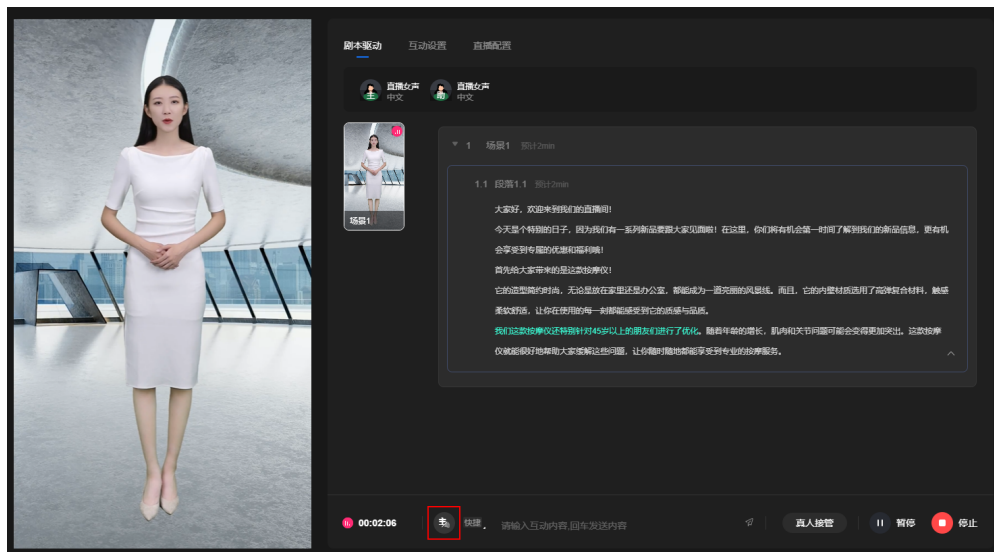 剧本驱动 互动设置 直播配置
主 直播女声 助 直播女声
中文 中文
场景1
1 场景1 预计2min
1.1 段落1.1 预计2min
大家好，欢迎来到我们的直播间！
今天是个特别的日子，因为我们有一系列新品要跟大家见面啦！在这里，你们将有机会第一时间了解到我们的新品信息，更有机
会享受到专属的优惠和福利哦！
首先给大家带来的是这款按摩仪！
它的造型简约时尚，无论是放在家里还是办公室，都能成为一道亮丽的风景线。而且，它的内壁材质选用了高弹复合材料，触感
柔软舒适，让你在使用的每一刻都能感受到它的质感与品质。
我们这款按摩仪还特别针对45岁以上的朋友们进行了优化。随着年龄的增长，肌肉和关节问题可能会变得更加突出。这款按摩
仪就能很好地帮助大家缓解这些问题，让你随时随地都能享受到专业的按摩服务。
00:02:06 主助 快捷 请输入互动内容,回车发送内容 真人接管 暂停 停止